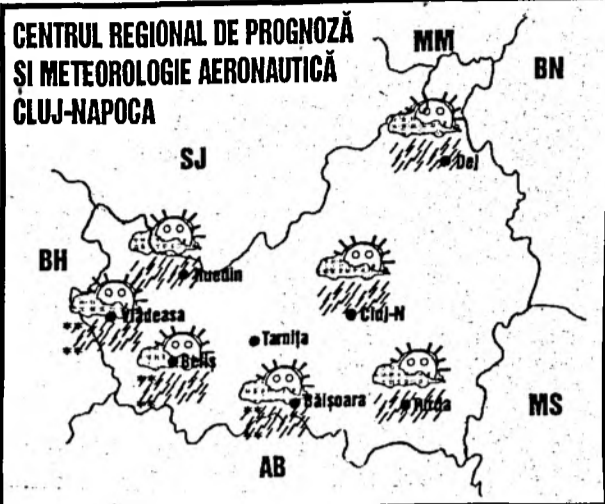 CENTRUL REGIONAL DE PROGNOZĂ
ȘI METEOROLOGIE AERONAUTICĂ
CLUJ-NAPOCA
MM
BN
SJ
Dej
BH
Huedin
Vlădeasa
Cluj-N
Tarnița
Beliș
Băișoara
Turda
MS
AB